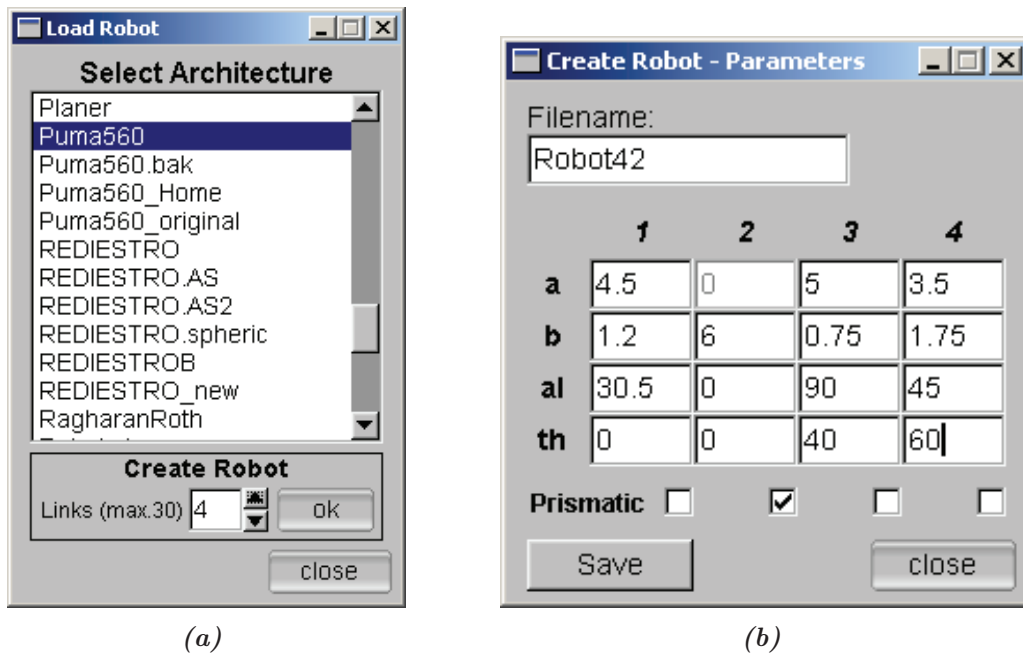 Load Robot
Select Architecture
Planer
Puma560
Puma560.bak
Puma560_Home
Puma560_original
REDIESTRO
REDIESTRO.AS
REDIESTRO.AS2
REDIESTRO.spheric
REDIESTROB
REDIESTRO_new
RagharanRoth
Create Robot
Links (max.30) 4 ok
close
(a)
Create Robot - Parameters
Filename:
Robot42
1 2 3 4
a 4.5 0 5 3.5
b 1.2 6 0.75 1.75
al 30.5 0 90 45
th 0 0 40 60
Prismatic
Save close
(b)